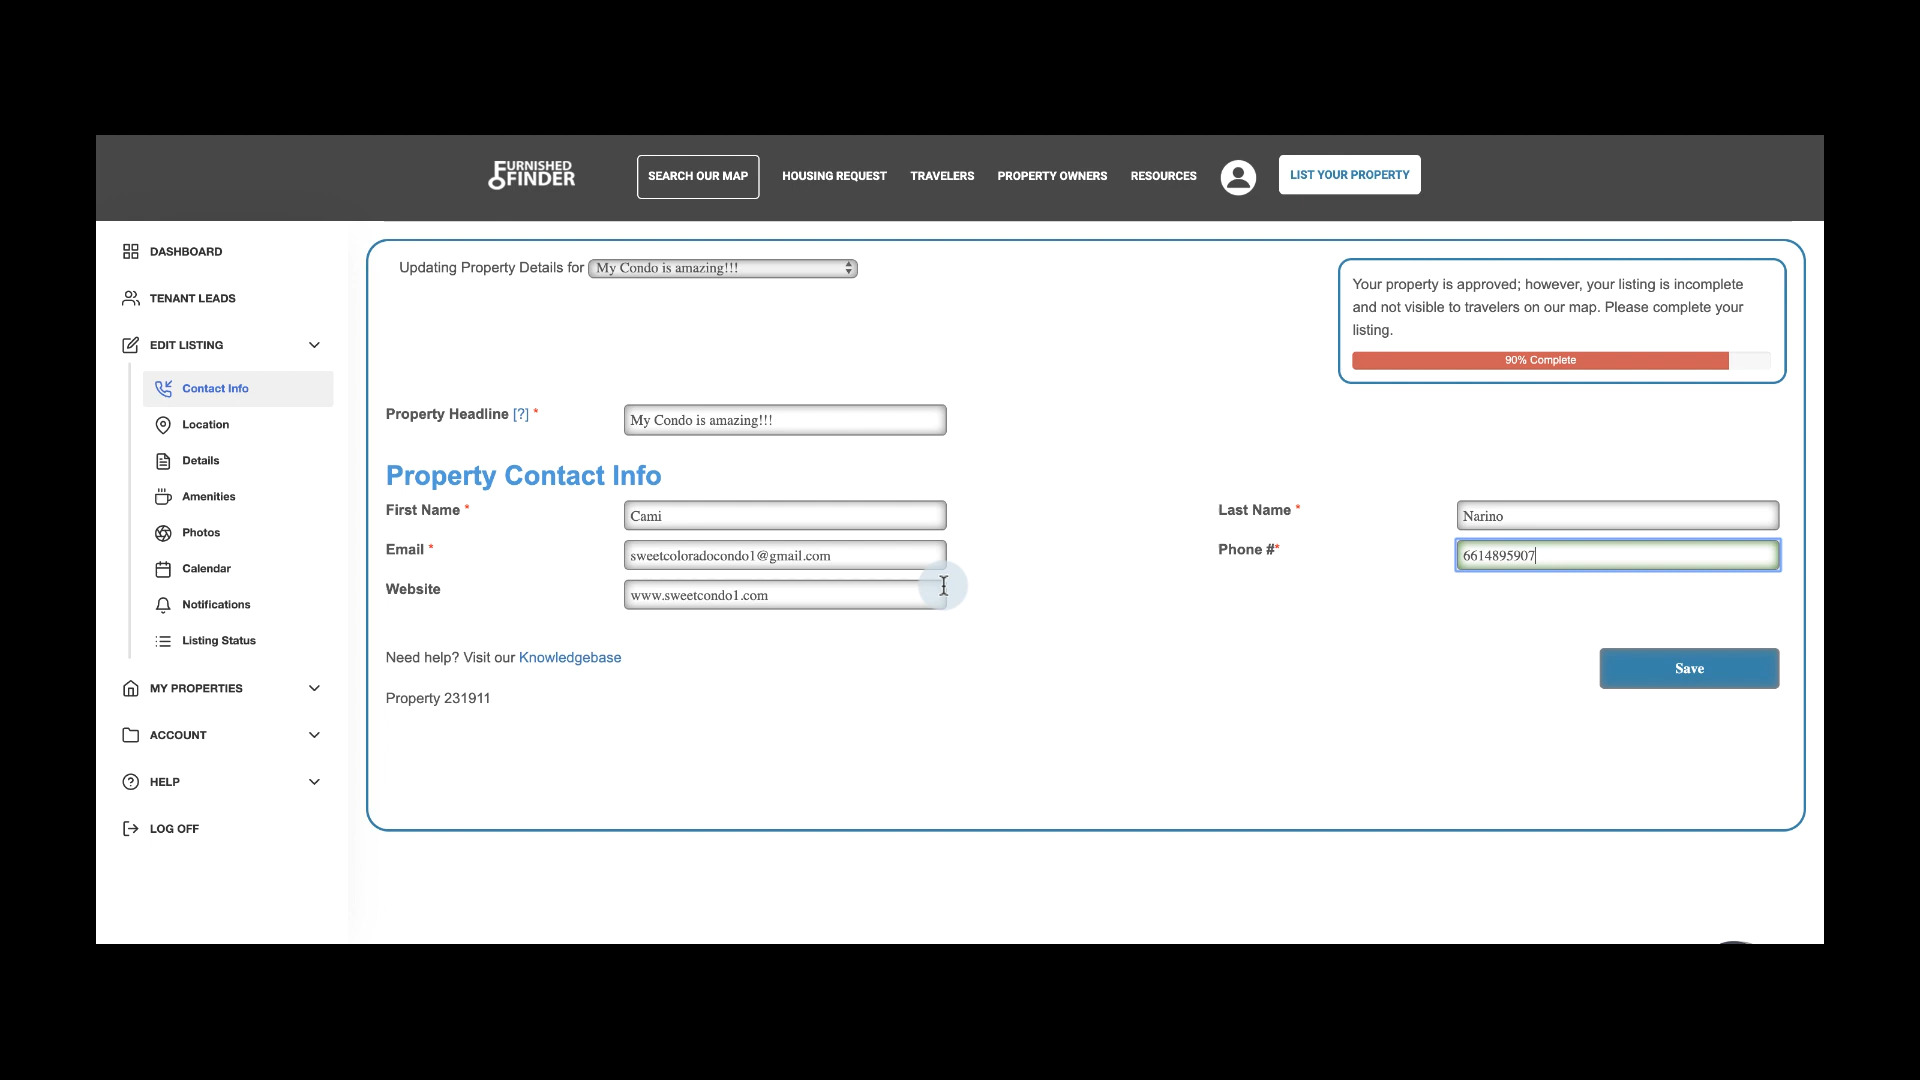 FURNISHED
FINDER
SEARCH OUR MAP
HOUSING REQUEST
TRAVELERS
PROPERTY OWNERS
RESOURCES
LIST YOUR PROPERTY
DASHBOARD
TENANT LEADS
EDIT LISTING
Contact Info
Location
Details
Amenities
Photos
Calendar
Notifications
Listing Status
MY PROPERTIES
ACCOUNT
HELP
LOG OFF
Updating Property Details for My Condo is amazing!!!
Your property is approved; however, your listing is incomplete
and not visible to travelers on our map. Please complete your
listing.
90% Complete
Property Headline [?] * My Condo is amazing!!!
Property Contact Info
First Name * Cami
Last Name * Narino
Email * sweetcoloradocondo1@gmail.com
Phone #* 6614895907
Website www.sweetcondo1.com
Need help? Visit our Knowledgebase
Save
Property 231911